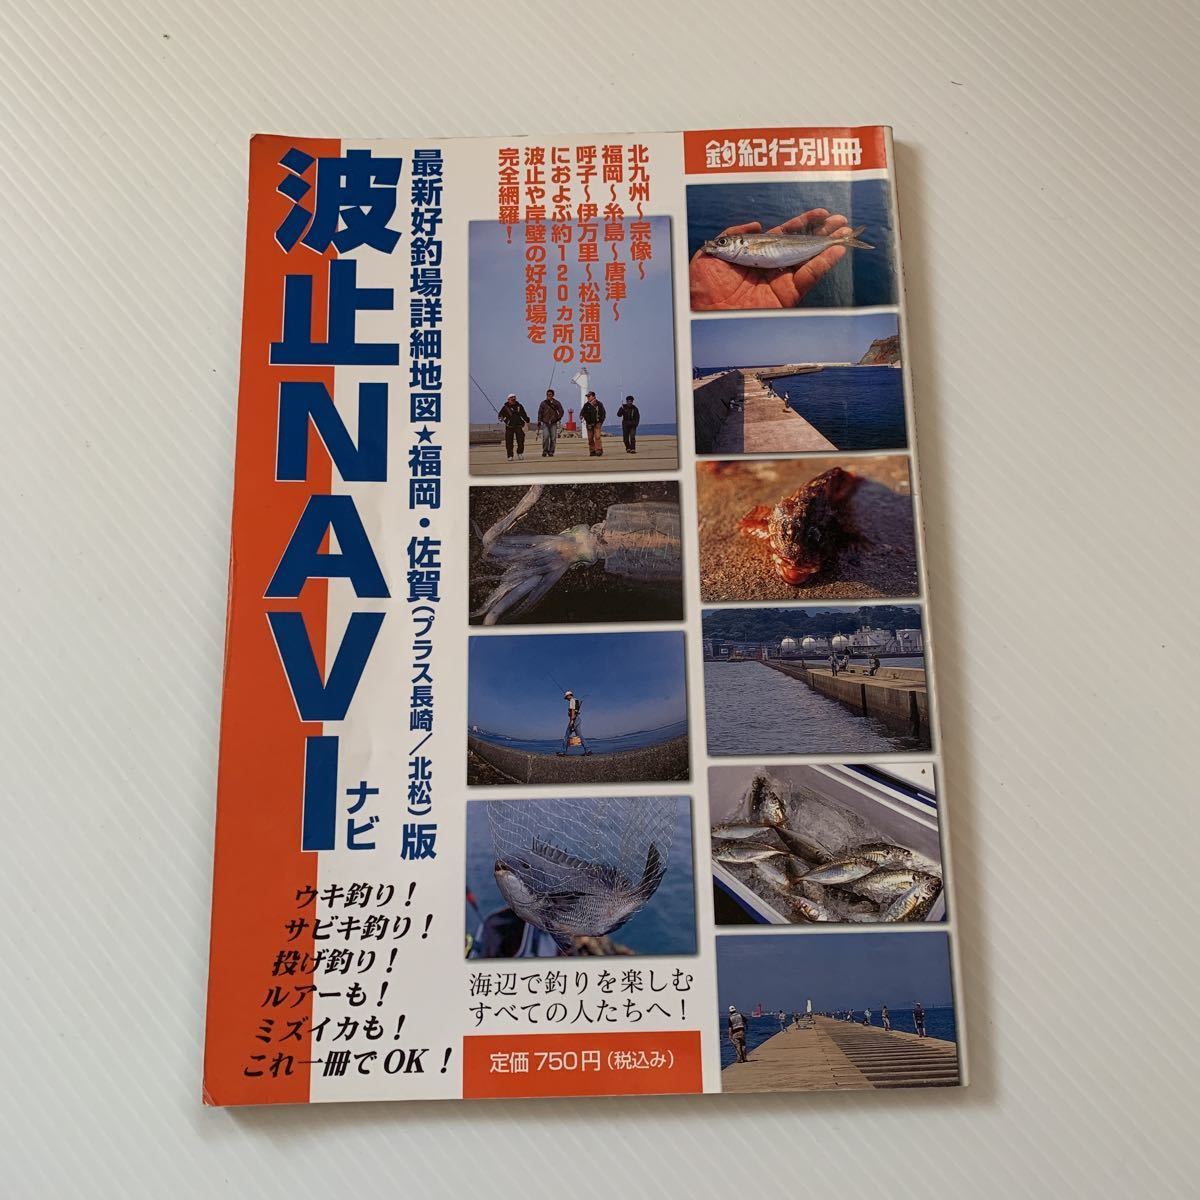 釣紀行別冊
北九州〜宗像〜
福岡〜糸島〜唐津〜
呼子〜伊万里〜松浦周辺
におよぶ約120ヵ所の
波止や岸壁の好釣場を
完全網羅!
最新好釣場詳細地図★福岡・佐賀(プラス長崎/北松)版
波止NAVI
ナビ
ウキ釣り!
サビキ釣り!
投げ釣り!
ルアーも!
ミズイカも!
これ一冊でOK!
海辺で釣りを楽しむ
すべての人たちへ!
定価750円(税込み)